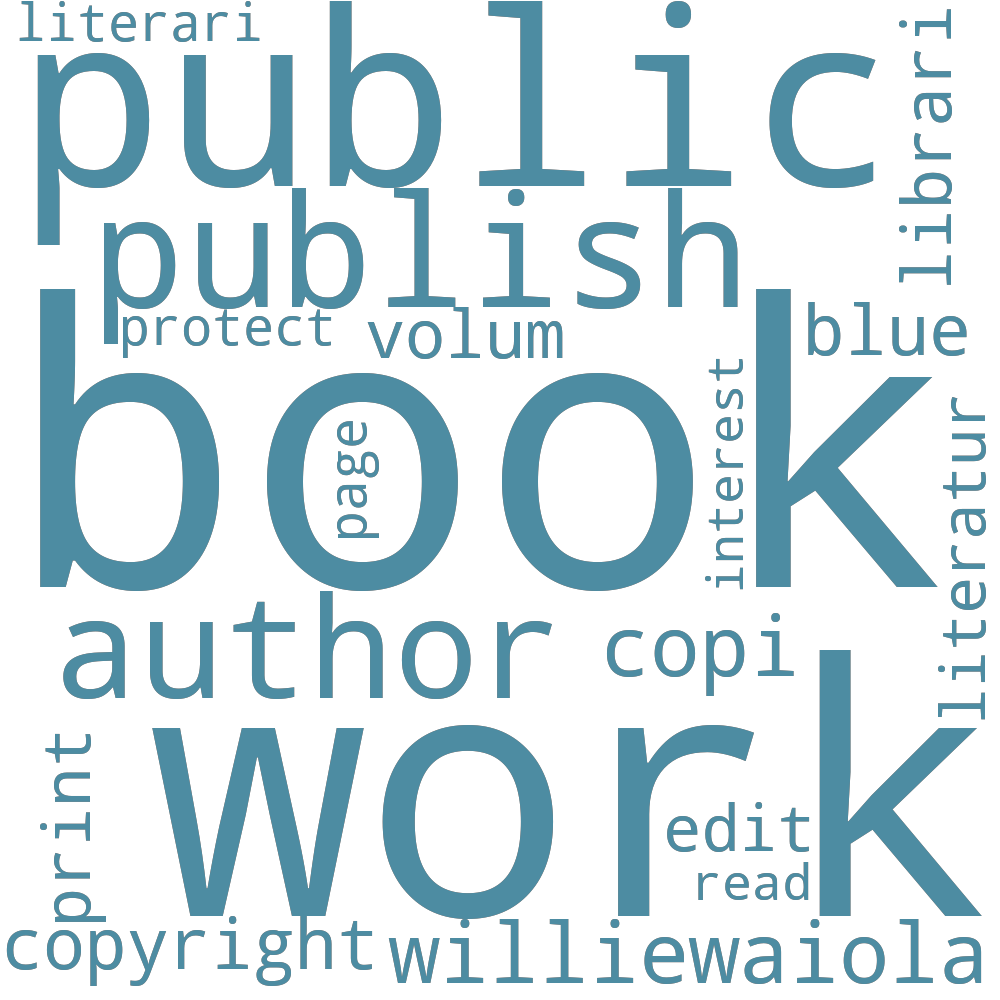 literari
public
librari
publish
protect
volum
blue
book
page
interest
literatur
author
copi
work
print
edit
read
copyright
williewaiola